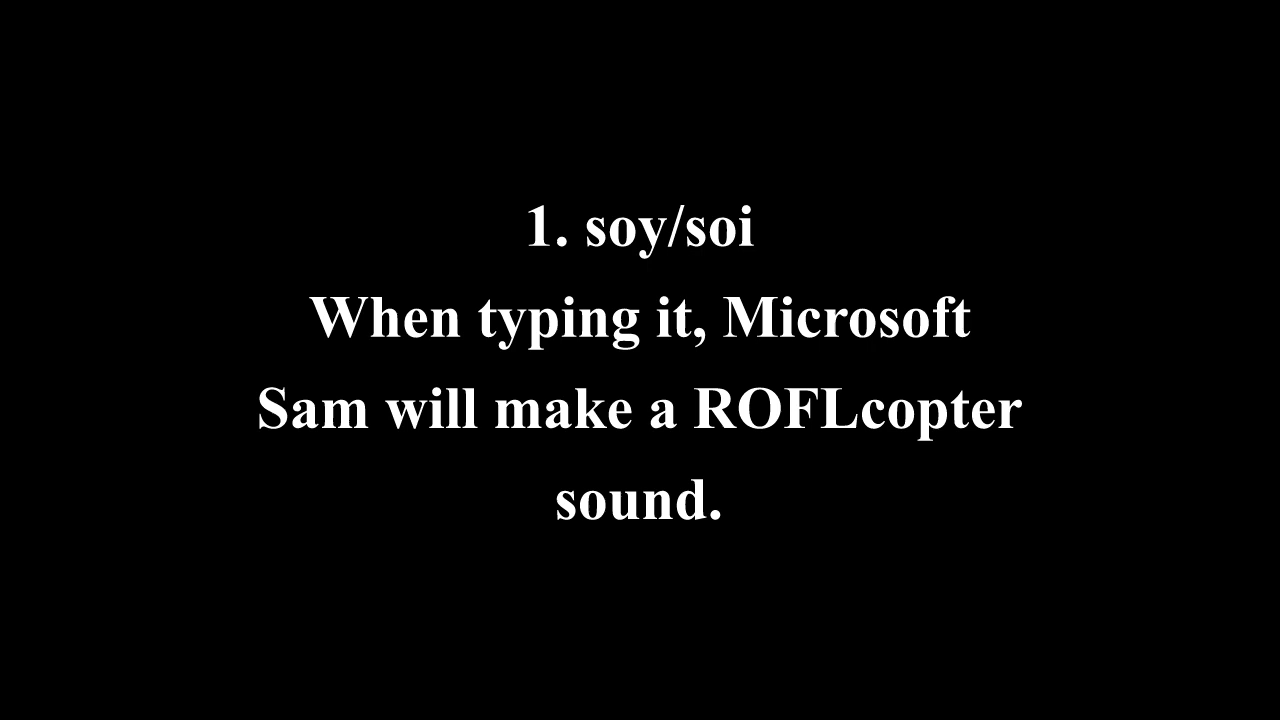 1. soy/soi
When typing it, Microsoft
Sam will make a ROFLcopter
sound.